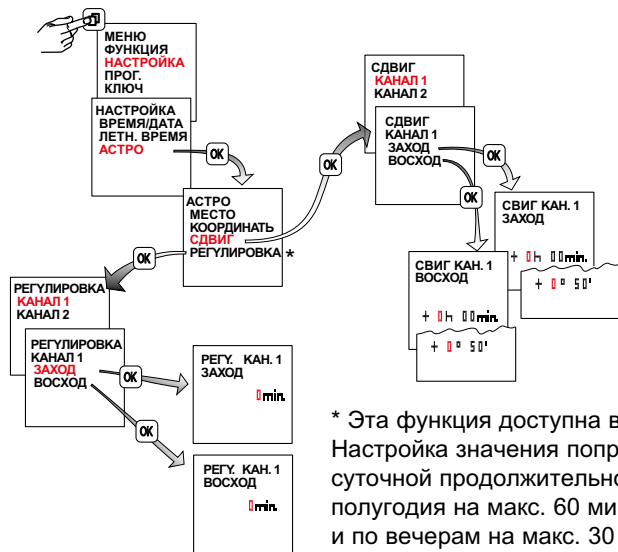 МЕНЮ
ФУНКЦИЯ
НАСТРОЙКА
ПРОГ.
КЛЮЧ
НАСТРОЙКА
ВРЕМЯ/ДАТА
ЛЕТН. ВРЕМЯ
АСТРО
OK
АСТРО
МЕСТО
КООРДИНАТЬ
СДВИГ
РЕГУЛИРОВКА *
OK
OK
СДВИГ
КАНАЛ 1
КАНАЛ 2
СДВИГ
КАНАЛ 1
ЗАХОД
ВОСХОД
OK
OK
СВИГ КАН. 1
ЗАХОД
+ 0h 00min.
+ 0° 50'
СВИГ КАН. 1
ВОСХОД
+ 0h 00min.
+ 0° 50'
РЕГУЛИРОВКА
КАНАЛ 1
КАНАЛ 2
РЕГУЛИРОВКА
КАНАЛ 1
ЗАХОД
ВОСХОД
OK
OK
РЕГУ. КАН. 1
ЗАХОД
0min.
РЕГУ. КАН. 1
ВОСХОД
0min.
* Эта функция доступна в
Настройка значения попр
суточной продолжительно
полугодия на макс. 60 ми
и по вечерам на макс. 30